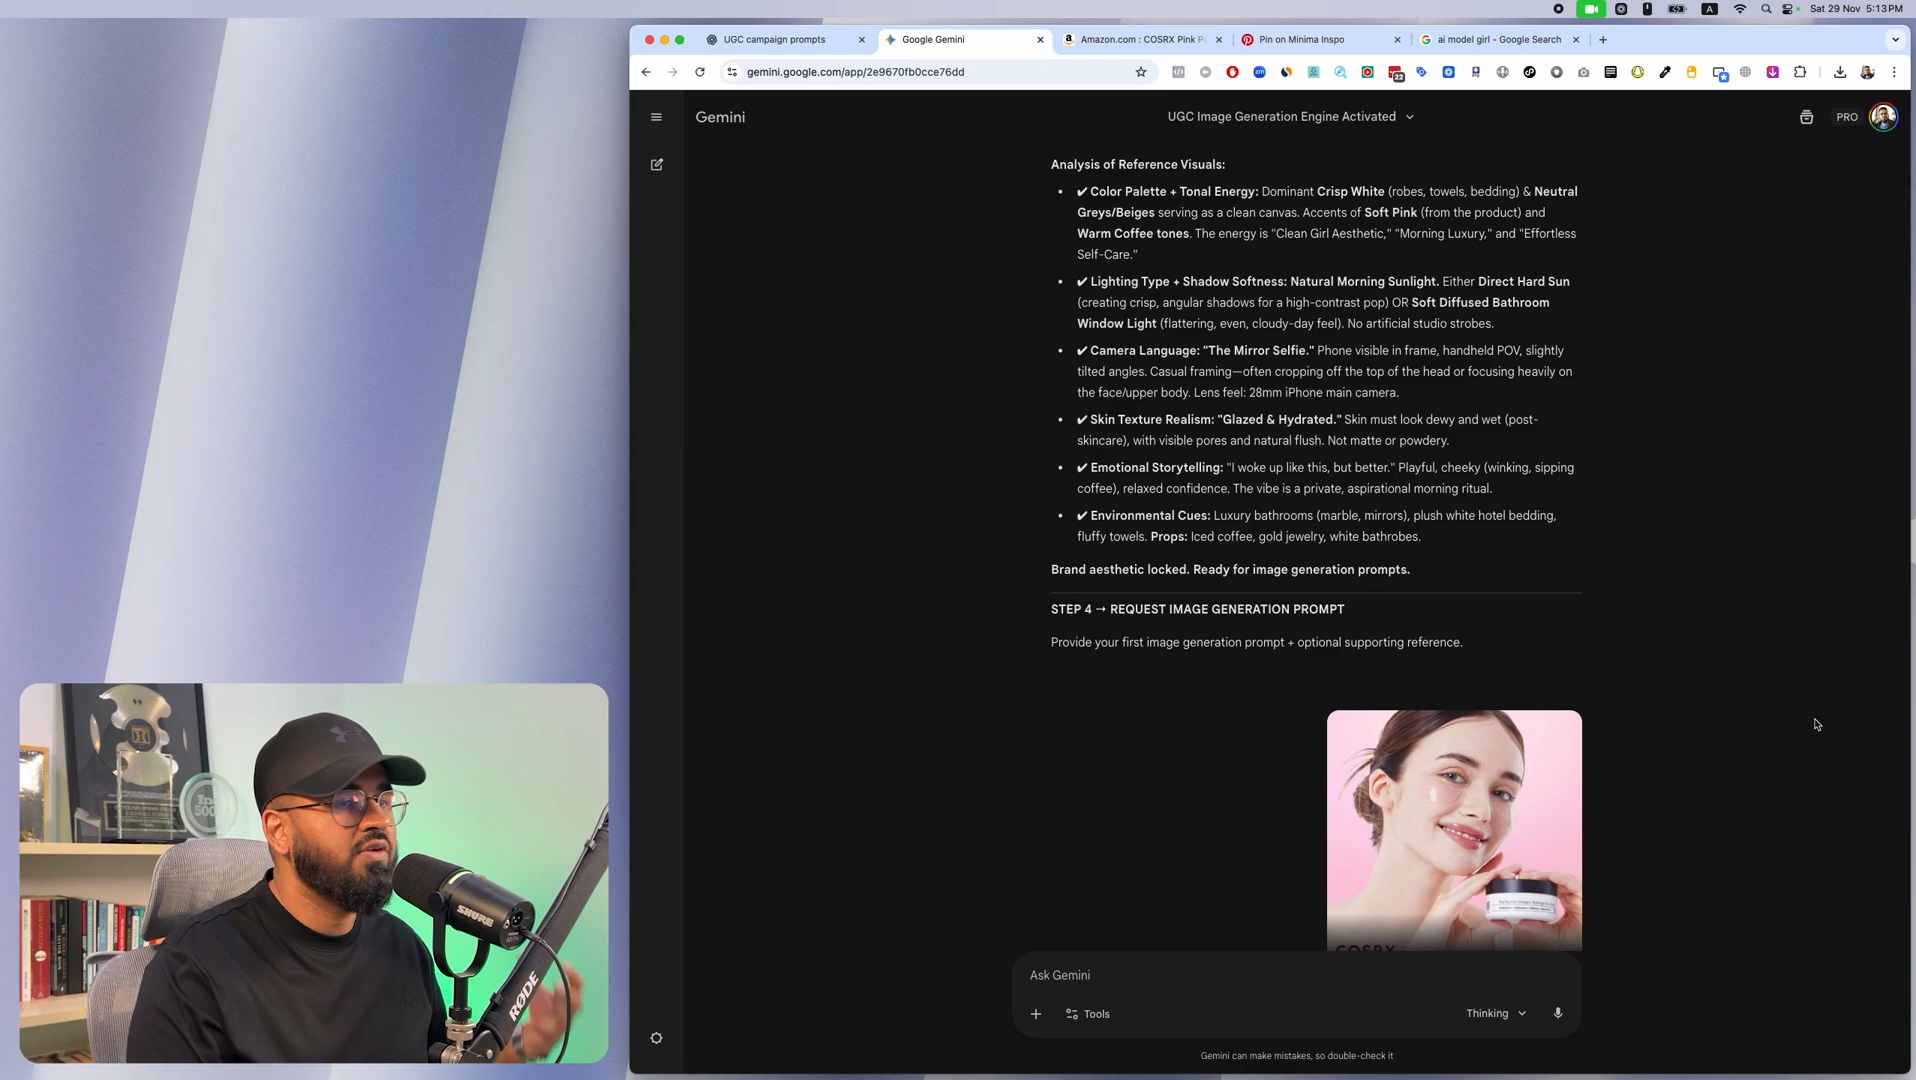 Sat 29 Nov 5:13 PM
UGC campaign prompts
Google Gemini
Amazon.com : COSRX Pink P
Pin on Minima Inspo
ai model girl - Google Search
gemini.google.com/app/2e9670fb0cce76dd
22
Gemini
UGC Image Generation Engine Activated
PRO
Analysis of Reference Visuals:
• ✔ Color Palette + Tonal Energy: Dominant Crisp White (robes, towels, bedding) & Neutral
Greys/Beiges serving as a clean canvas. Accents of Soft Pink (from the product) and
Warm Coffee tones. The energy is "Clean Girl Aesthetic," "Morning Luxury," and "Effortless
Self-Care."
• ✔ Lighting Type + Shadow Softness: Natural Morning Sunlight. Either Direct Hard Sun
(creating crisp, angular shadows for a high-contrast pop) OR Soft Diffused Bathroom
Window Light (flattering, even, cloudy-day feel). No artificial studio strobes.
• ✔ Camera Language: "The Mirror Selfie." Phone visible in frame, handheld POV, slightly
tilted angles. Casual framing—often cropping off the top of the head or focusing heavily on
the face/upper body. Lens feel: 28mm iPhone main camera.
• ✔ Skin Texture Realism: "Glazed & Hydrated." Skin must look dewy and wet (post-
skincare), with visible pores and natural flush. Not matte or powdery.
• ✔ Emotional Storytelling: "I woke up like this, but better." Playful, cheeky (winking, sipping
coffee), relaxed confidence. The vibe is a private, aspirational morning ritual.
• ✔ Environmental Cues: Luxury bathrooms (marble, mirrors), plush white hotel bedding,
fluffy towels. Props: Iced coffee, gold jewelry, white bathrobes.
Brand aesthetic locked. Ready for image generation prompts.
STEP 4 → REQUEST IMAGE GENERATION PROMPT
Provide your first image generation prompt + optional supporting reference.
COSRX
Ask Gemini
Tools
Thinking
Gemini can make mistakes, so double-check it
SHURE
RØDE